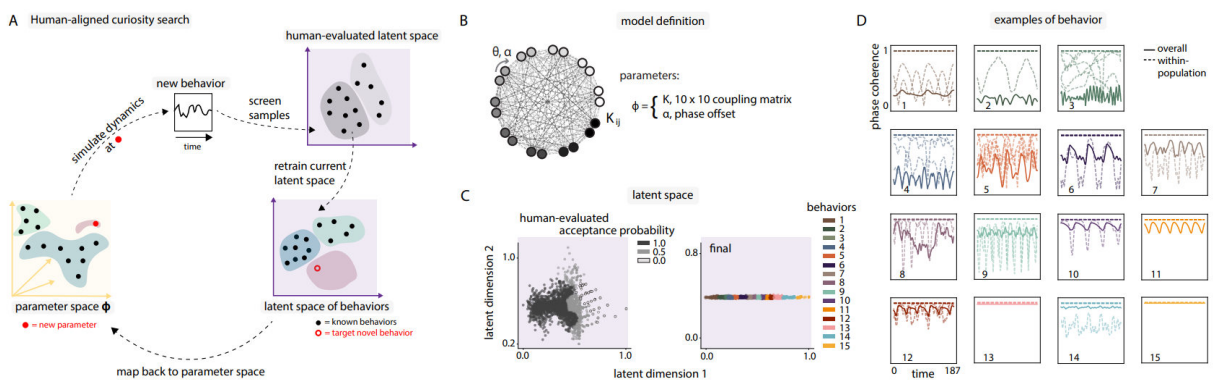 A Human-aligned curiosity search
human-evaluated latent space
new behavior
time
screen
samples
simulate dynamics
at
retrain current
latent space
parameter space ϕ
= new parameter
latent space of behaviors
= known behaviors
= target novel behavior
map back to parameter space
B model definition
θ, α
K ij
parameters:
ϕ = { K, 10 x 10 coupling matrix
α, phase offset
C latent space
human-evaluated
acceptance probability
1.0
0.5
0.0
latent dimension 2
1.0
0.2
0.0 1.0
final
0.8
0.0
0.0 1.0
latent dimension 1
behaviors
1
2
3
4
5
6
7
8
9
10
11
12
13
14
15
D examples of behavior
phase coherence
1
0
overall
within-
population
1 2 3
4 5 6 7
8 9 10 11
12 13 14 15
0 187
time